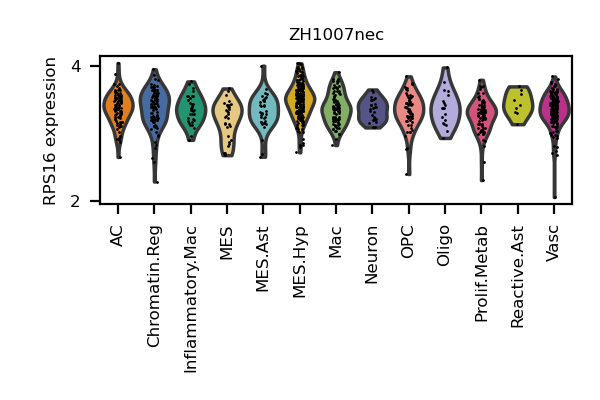 ZH1007nec
RPS16 expression
4
2
AC
Chromatin.Reg
Inflammatory.Mac
MES
MES.Ast
MES.Hyp
Mac
Neuron
OPC
Oligo
Prolif.Metab
Reactive.Ast
Vasc